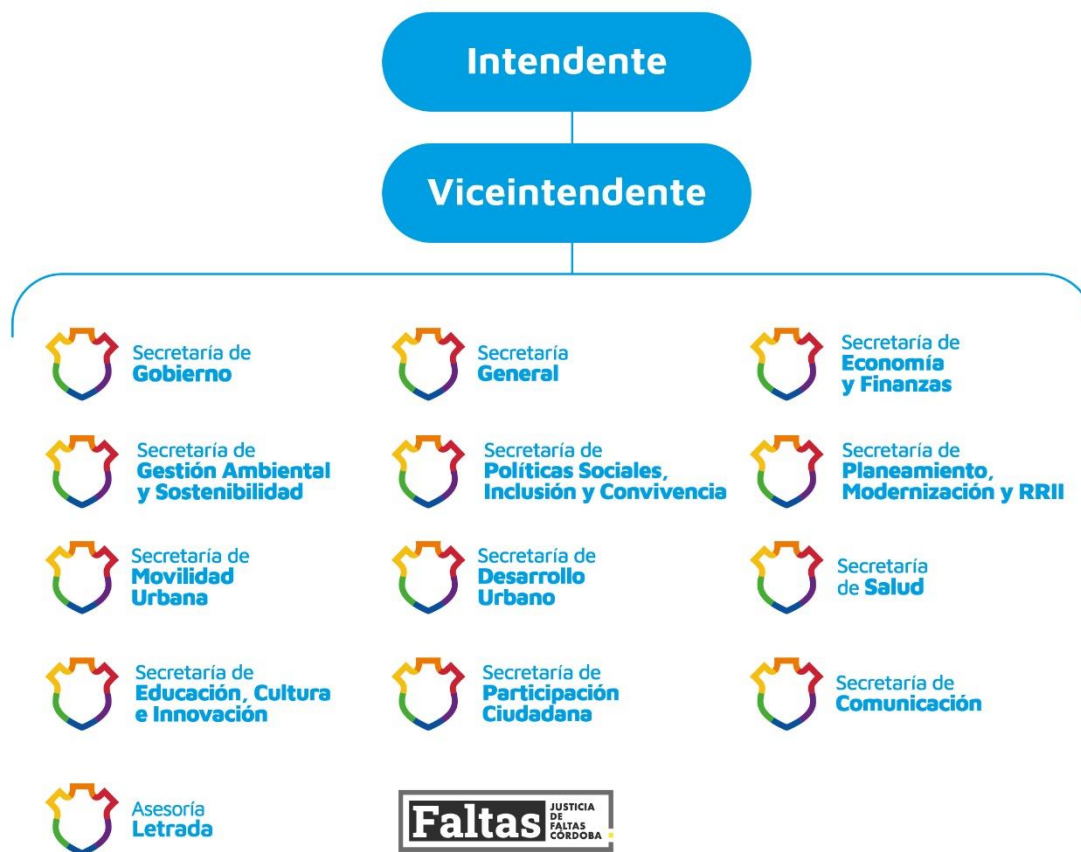 Intendente
Viceintendente
Secretaría de
Gobierno
Secretaría
General
Secretaría de
Economía
y Finanzas
Secretaría de
Gestión Ambiental
y Sostenibilidad
Secretaría de
Políticas Sociales,
Inclusión y Convivencia
Secretaría de
Planeamiento,
Modernización y RRII
Secretaría de
Movilidad
Urbana
Secretaría de
Desarrollo
Urbano
Secretaría
de Salud
Secretaría de
Educación, Cultura
e Innovación
Secretaría de
Participación
Ciudadana
Secretaría de
Comunicación
Asesoría
Letrada
Faltas
JUSTICIA
DE
FALTAS
CÓRDOBA